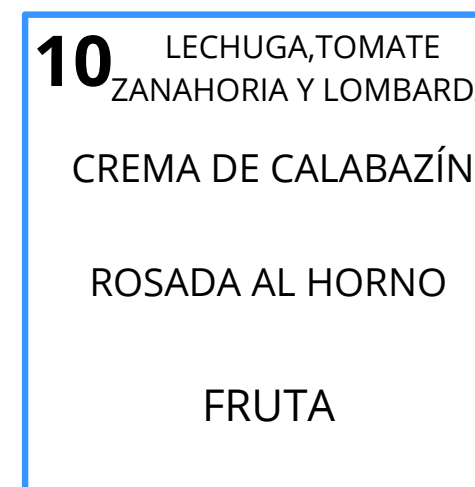 10 LECHUGA,TOMATE
ZANAHORIA Y LOMBARD
CREMA DE CALABAZÍN
ROSADA AL HORNO
FRUTA